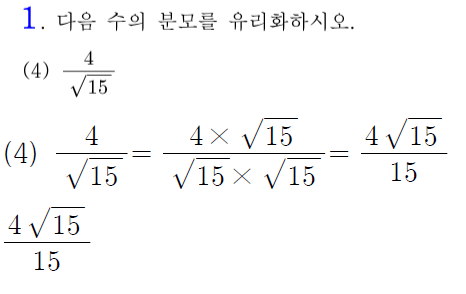 1. 다음 수의 분모를 유리화하시오.
(4) 4/√15
(4) 4/√15 = (4×√15)/(√15×√15) = 4√15/15
4√15/15